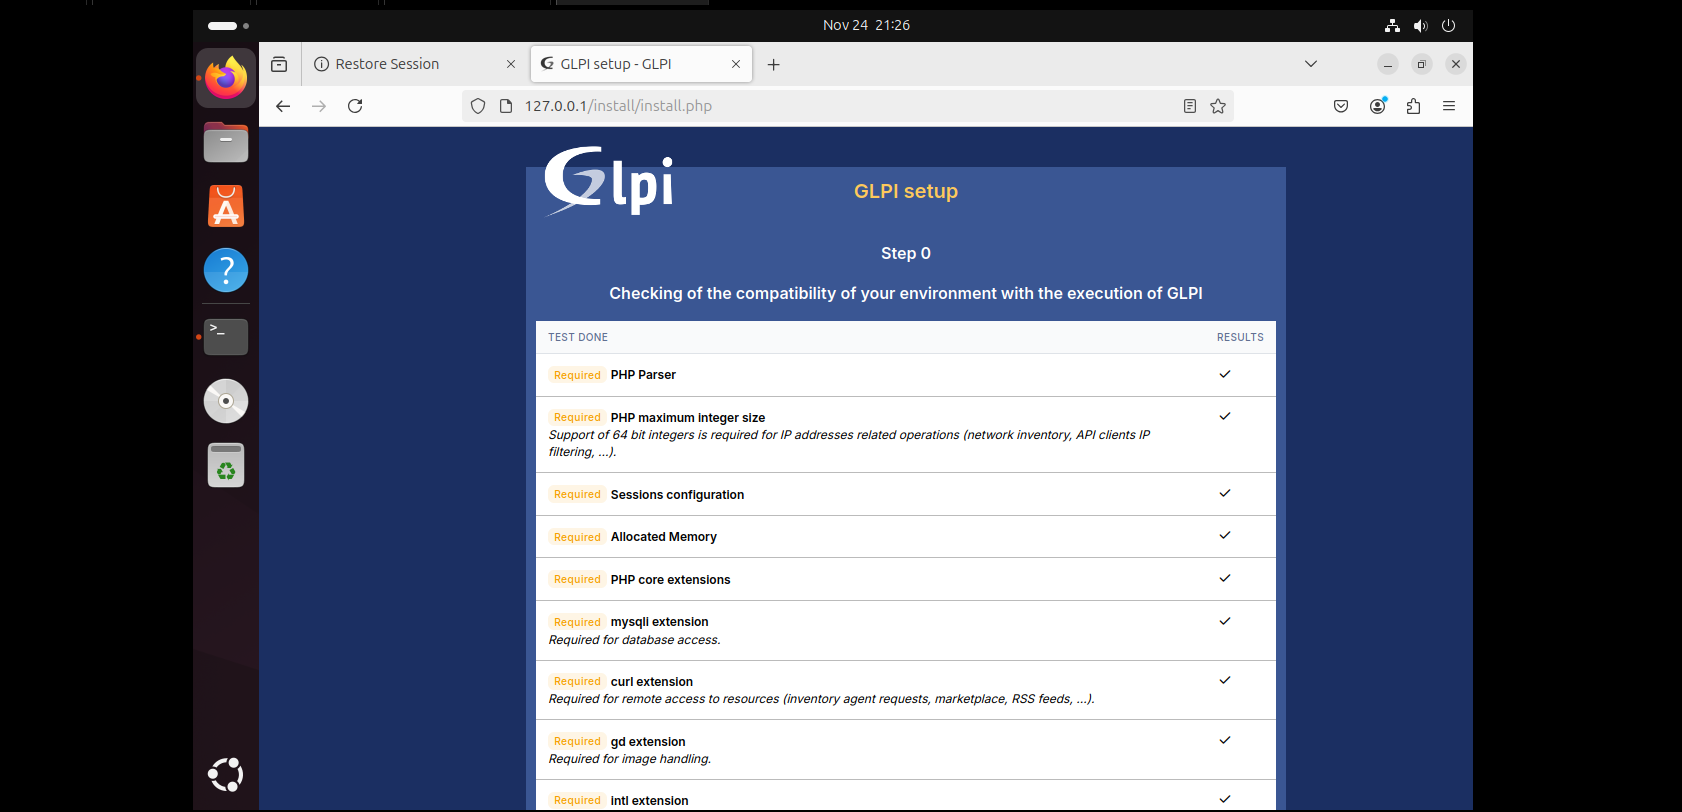 Nov 24 21:26
Restore Session
GLPI setup - GLPI
127.0.0.1/install/install.php
Glpi
GLPI setup
Step 0
Checking of the compatibility of your environment with the execution of GLPI
TEST DONE RESULTS
Required PHP Parser
Required PHP maximum integer size
Support of 64 bit integers is required for IP addresses related operations (network inventory, API clients IP
filtering, ...).
Required Sessions configuration
Required Allocated Memory
Required PHP core extensions
Required mysqli extension
Required for database access.
Required curl extension
Required for remote access to resources (inventory agent requests, marketplace, RSS feeds, ...).
Required gd extension
Required for image handling.
Required intl extension